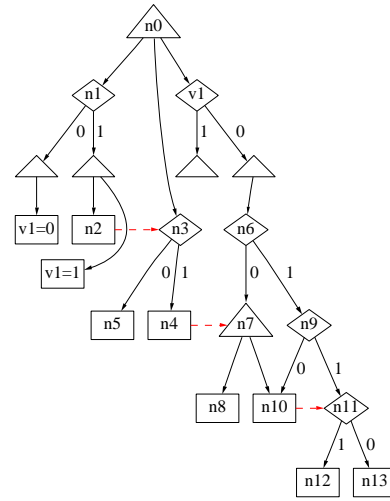 n0
n1 v1
0 1 1 0
v1=0 n2 n3 n6
v1=1 0 1 0 1
n5 n4 n7 n9
0 1
n8 n10 n11
1 0
n12 n13